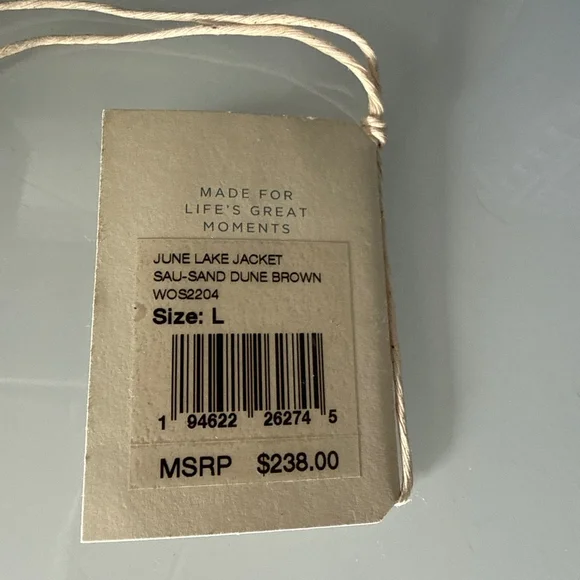 MADE FOR
LIFE'S GREAT
MOMENTS
JUNE LAKE JACKET
SAU-SAND DUNE BROWN
WOS2204
Size: L
1 94622 26274 5
MSRP $238.00